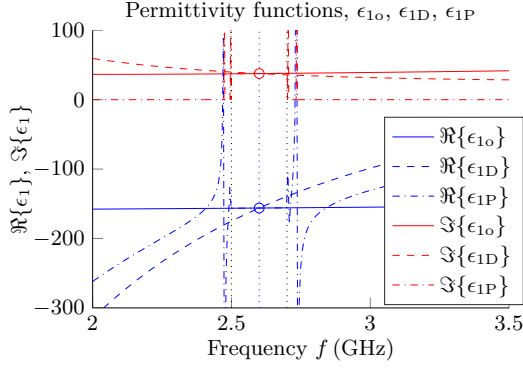 Permittivity functions, ϵ1o, ϵ1D, ϵ1P
100
0
−100
−200
−300
ℜ{ϵ1}, ℑ{ϵ1}
2
2.5
3
3.5
Frequency f (GHz)
ℜ{ϵ1o}
ℜ{ϵ1D}
ℜ{ϵ1P}
ℑ{ϵ1o}
ℑ{ϵ1D}
ℑ{ϵ1P}